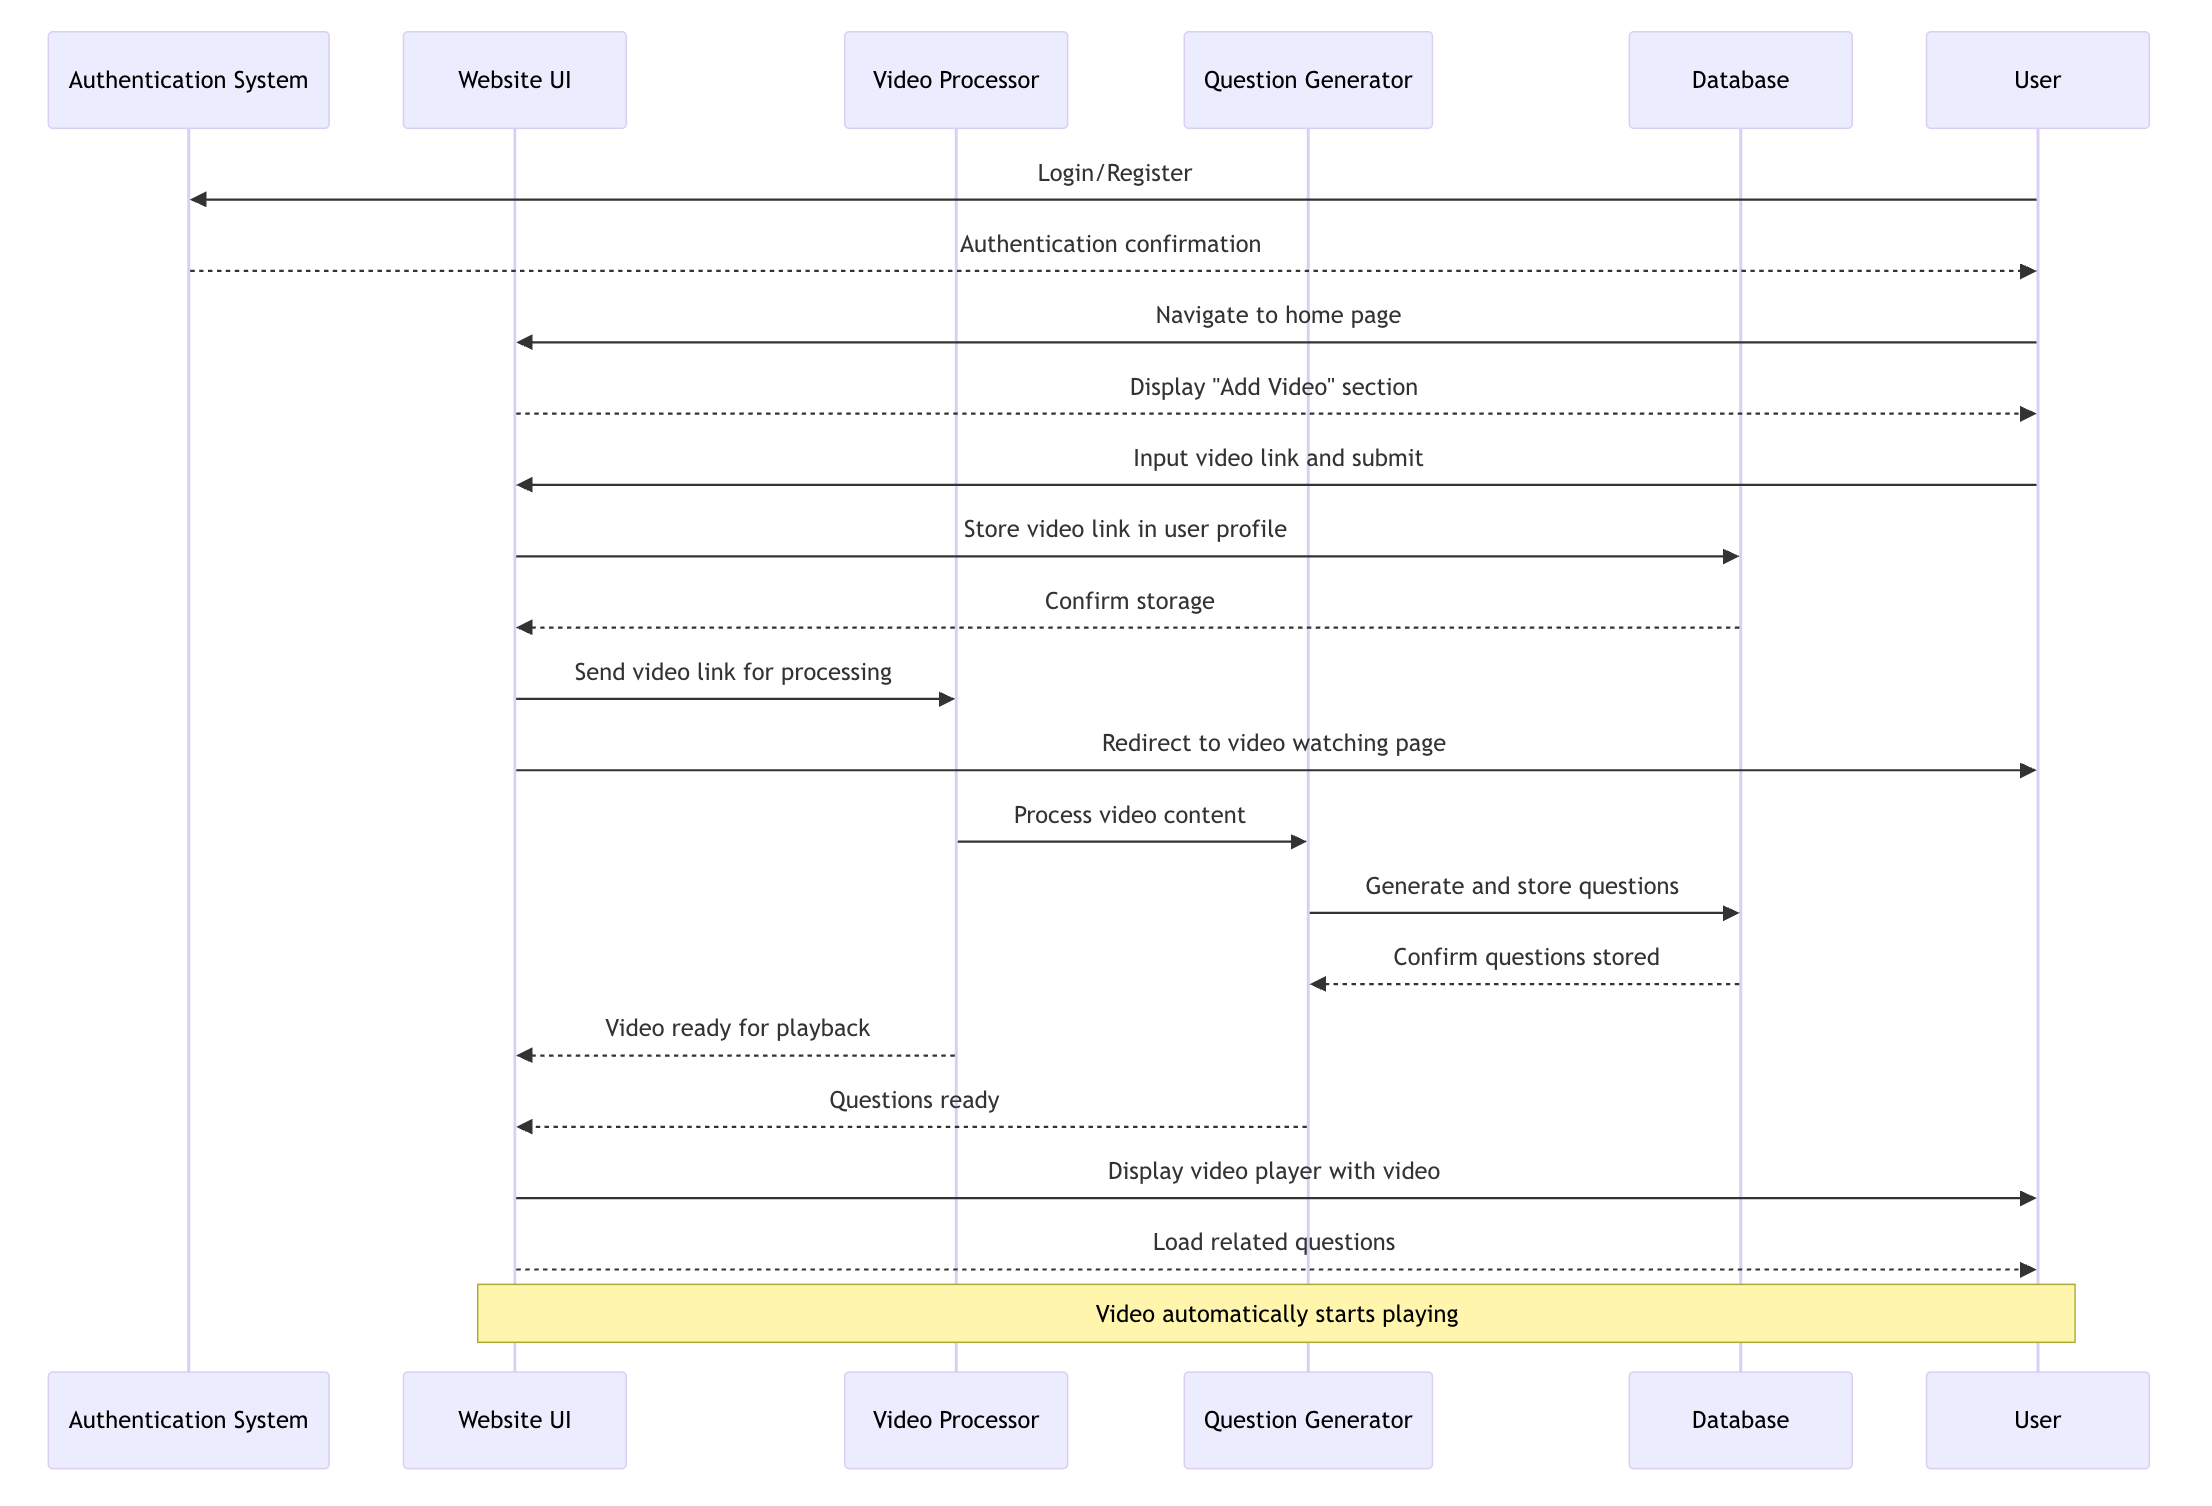 Authentication System
Website UI
Video Processor
Question Generator
Database
User
Login/Register
Authentication confirmation
Navigate to home page
Display "Add Video" section
Input video link and submit
Store video link in user profile
Confirm storage
Send video link for processing
Redirect to video watching page
Process video content
Generate and store questions
Confirm questions stored
Video ready for playback
Questions ready
Display video player with video
Load related questions
Video automatically starts playing
Authentication System
Website UI
Video Processor
Question Generator
Database
User